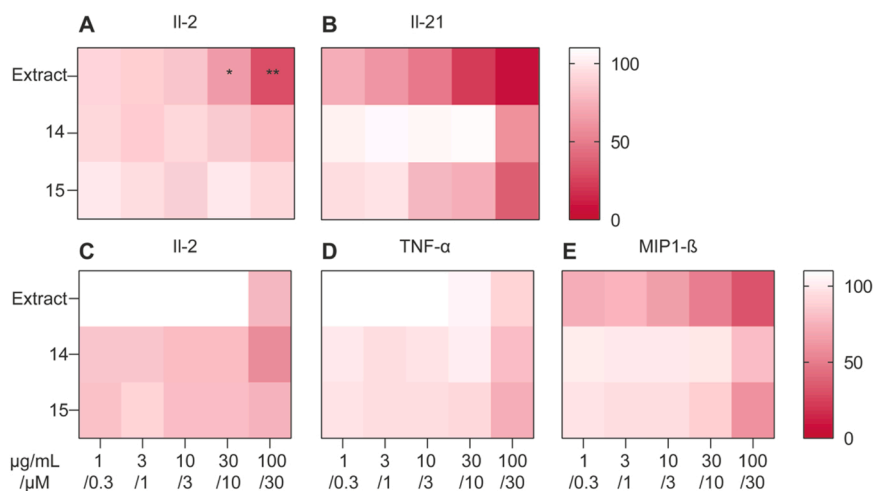 A Il-2 B Il-21
Extract * ** 100
14 50
15 0
C Il-2 D TNF-α E MIP1-ß
Extract 100
14 50
15 0
µg/mL 1 3 10 30 100 1 3 10 30 100 1 3 10 30 100
/µM /0.3 /1 /3 /10 /30 /0.3 /1 /3 /10 /30 /0.3 /1 /3 /10 /30